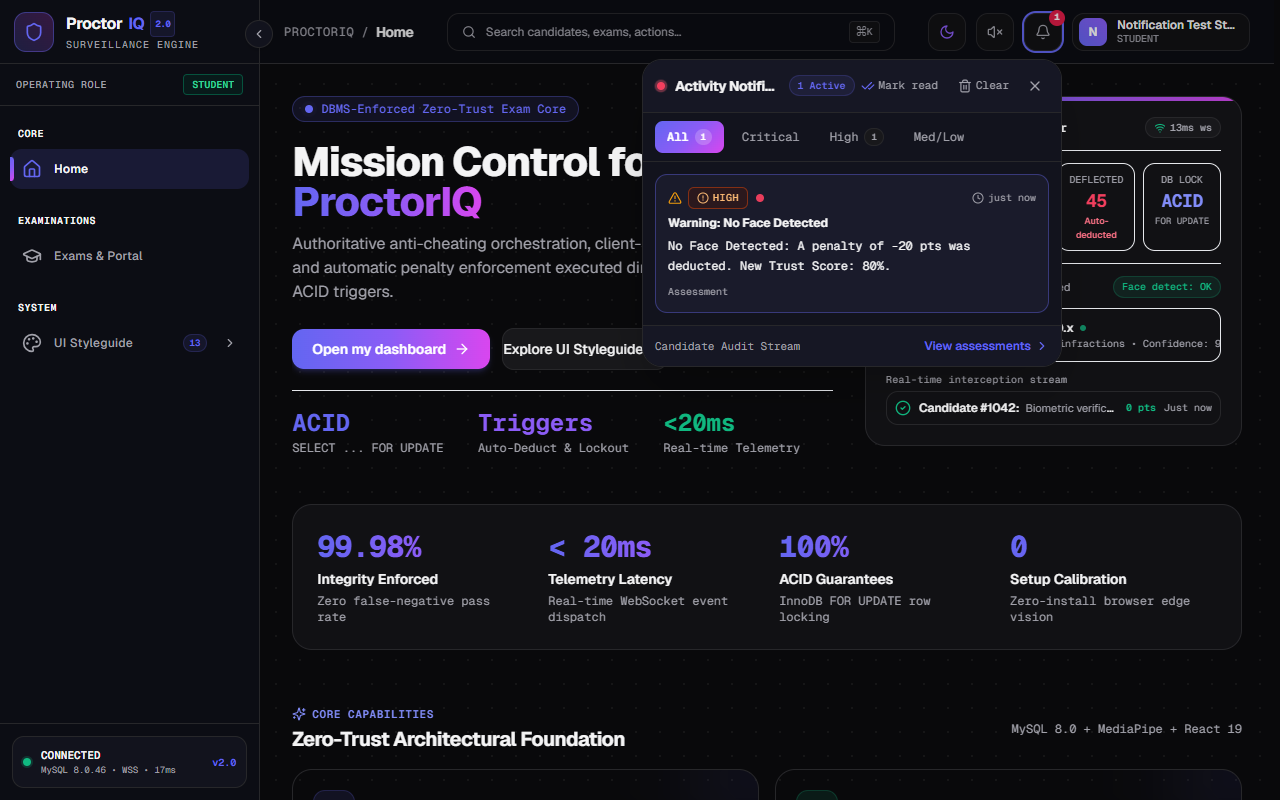 Proctor IQ 2.0
SURVEILLANCE ENGINE
OPERATING ROLE STUDENT
CORE
Home
EXAMINATIONS
Exams & Portal
SYSTEM
UI Styleguide 13
CONNECTED
MySQL 8.0.46 • WSS • 17ms
v2.0
PROCTORIQ / Home
Search candidates, exams, actions…
⌘K
1
N
Notification Test St…
STUDENT
DBMS-Enforced Zero-Trust Exam Core
Mission Control fo
ProctorIQ
Authoritative anti-cheating orchestration, client-
and automatic penalty enforcement executed di
ACID triggers.
Open my dashboard
Explore UI Styleguide
ACID
SELECT ... FOR UPDATE
Triggers
Auto-Deduct & Lockout
<20ms
Real-time Telemetry
Activity Notifi… 1 Active Mark read Clear
All 1 Critical High 1 Med/Low
HIGH just now
Warning: No Face Detected
No Face Detected: A penalty of -20 pts was
deducted. New Trust Score: 80%.
Assessment
Candidate Audit Stream View assessments
r 13ms ws
DEFLECTED
45
Auto-
deducted
DB LOCK
ACID
FOR UPDATE
ed Face detect: OK
0.x
infractions • Confidence: 9
Real-time interception stream
Candidate #1042: Biometric verific… 0 pts Just now
99.98%
Integrity Enforced
Zero false-negative pass
rate
< 20ms
Telemetry Latency
Real-time WebSocket event
dispatch
100%
ACID Guarantees
InnoDB FOR UPDATE row
locking
0
Setup Calibration
Zero-install browser edge
vision
CORE CAPABILITIES
Zero-Trust Architectural Foundation
MySQL 8.0 + MediaPipe + React 19